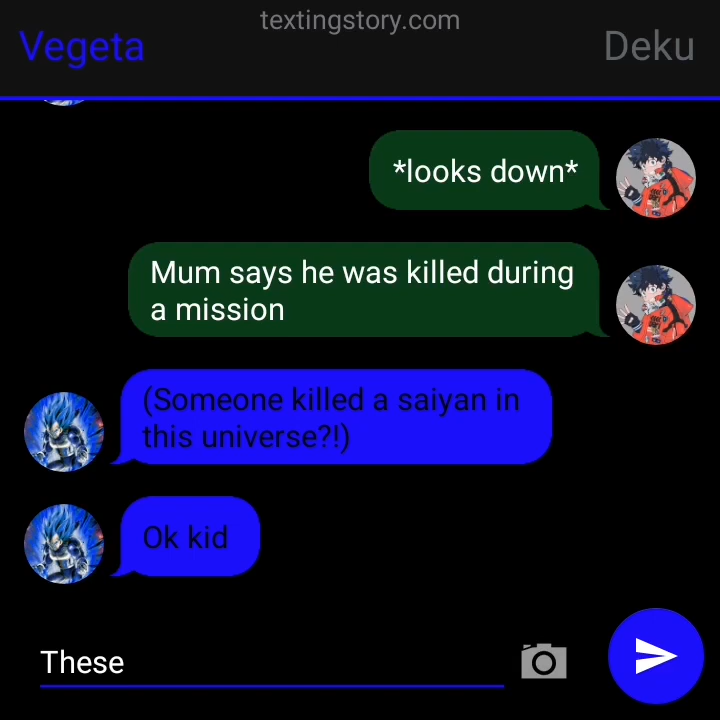 textingstory.com
Vegeta
Deku
*looks down*
Mum says he was killed during
a mission
(Someone killed a saiyan in
this universe?!)
Ok kid
These